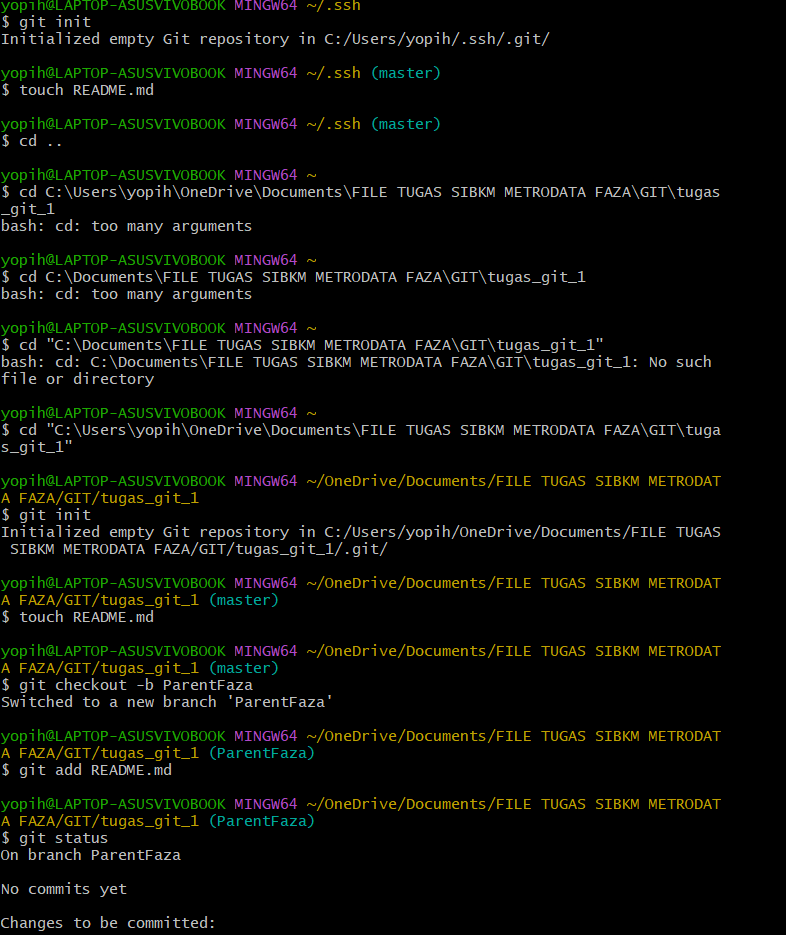 yopih@LAPTOP-ASUSVIVOBOOK MINGW64 ~/.ssh
$ git init
Initialized empty Git repository in C:/Users/yopih/.ssh/.git/
yopih@LAPTOP-ASUSVIVOBOOK MINGW64 ~/.ssh (master)
$ touch README.md
yopih@LAPTOP-ASUSVIVOBOOK MINGW64 ~/.ssh (master)
$ cd ..
yopih@LAPTOP-ASUSVIVOBOOK MINGW64 ~
$ cd C:\Users\yopih\OneDrive\Documents\FILE TUGAS SIBKM METRODATA FAZA\GIT\tugas
_git_1
bash: cd: too many arguments
yopih@LAPTOP-ASUSVIVOBOOK MINGW64 ~
$ cd C:\Documents\FILE TUGAS SIBKM METRODATA FAZA\GIT\tugas_git_1
bash: cd: too many arguments
yopih@LAPTOP-ASUSVIVOBOOK MINGW64 ~
$ cd "C:\Documents\FILE TUGAS SIBKM METRODATA FAZA\GIT\tugas_git_1"
bash: cd: C:\Documents\FILE TUGAS SIBKM METRODATA FAZA\GIT\tugas_git_1: No such
file or directory
yopih@LAPTOP-ASUSVIVOBOOK MINGW64 ~
$ cd "C:\Users\yopih\OneDrive\Documents\FILE TUGAS SIBKM METRODATA FAZA\GIT\tuga
s_git_1"
yopih@LAPTOP-ASUSVIVOBOOK MINGW64 ~/OneDrive/Documents/FILE TUGAS SIBKM METRODAT
A FAZA/GIT/tugas_git_1
$ git init
Initialized empty Git repository in C:/Users/yopih/OneDrive/Documents/FILE TUGAS
 SIBKM METRODATA FAZA/GIT/tugas_git_1/.git/
yopih@LAPTOP-ASUSVIVOBOOK MINGW64 ~/OneDrive/Documents/FILE TUGAS SIBKM METRODAT
A FAZA/GIT/tugas_git_1 (master)
$ touch README.md
yopih@LAPTOP-ASUSVIVOBOOK MINGW64 ~/OneDrive/Documents/FILE TUGAS SIBKM METRODAT
A FAZA/GIT/tugas_git_1 (master)
$ git checkout -b ParentFaza
Switched to a new branch 'ParentFaza'
yopih@LAPTOP-ASUSVIVOBOOK MINGW64 ~/OneDrive/Documents/FILE TUGAS SIBKM METRODAT
A FAZA/GIT/tugas_git_1 (ParentFaza)
$ git add README.md
yopih@LAPTOP-ASUSVIVOBOOK MINGW64 ~/OneDrive/Documents/FILE TUGAS SIBKM METRODAT
A FAZA/GIT/tugas_git_1 (ParentFaza)
$ git status
On branch ParentFaza
No commits yet
Changes to be committed: